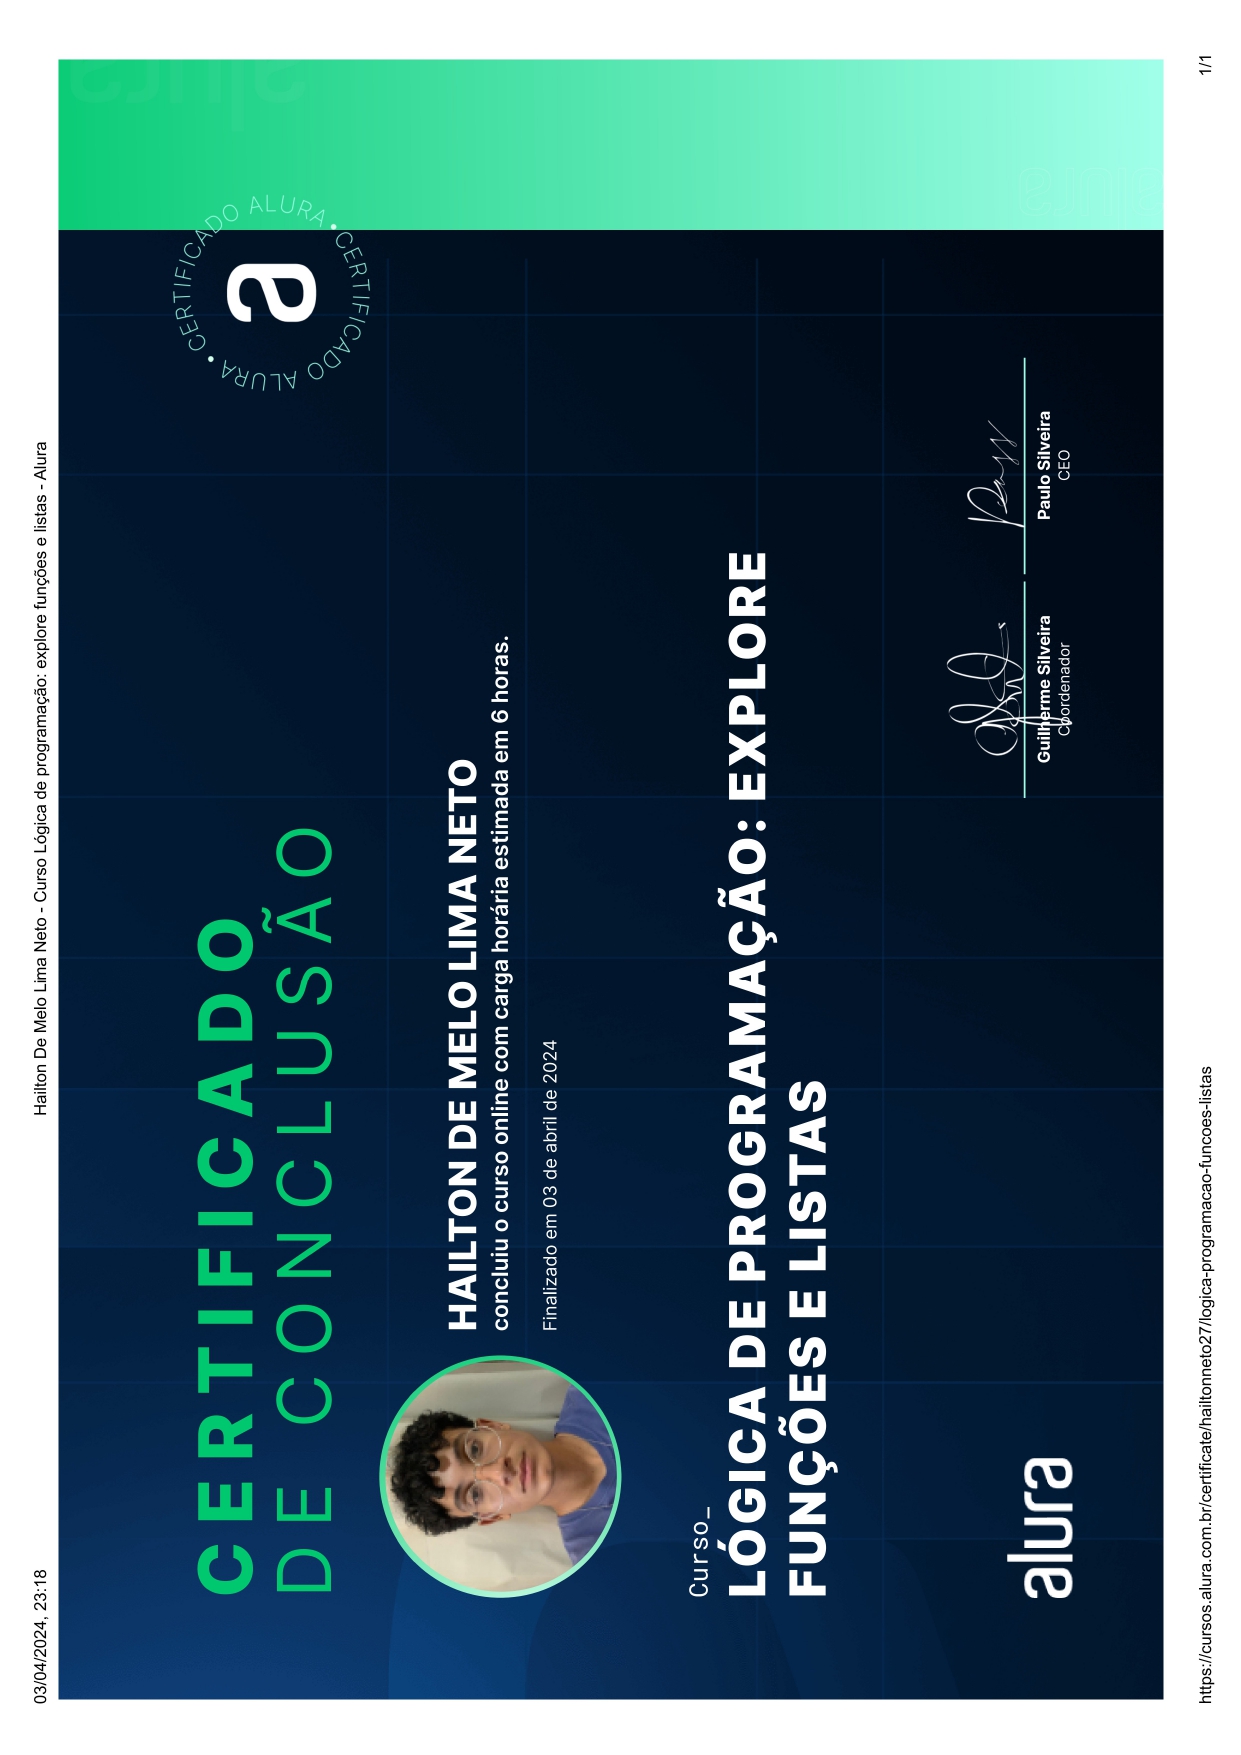 03/04/2024, 23:18
Hailton De Melo Lima Neto - Curso Lógica de programação: explore funções e listas - Alura
CERTIFICADO
DE CONCLUSÃO
CERTIFICADO ALURA • CERTIFICADO ALURA •
a
HAILTON DE MELO LIMA NETO
concluiu o curso online com carga horária estimada em 6 horas.
Finalizado em 03 de abril de 2024
Curso_
LÓGICA DE PROGRAMAÇÃO: EXPLORE
FUNÇÕES E LISTAS
alura
Guilherme Silveira
Coordenador
Paulo Silveira
CEO
alura
alura
https://cursos.alura.com.br/certificate/hailtonneto27/logica-programacao-funcoes-listas
1/1